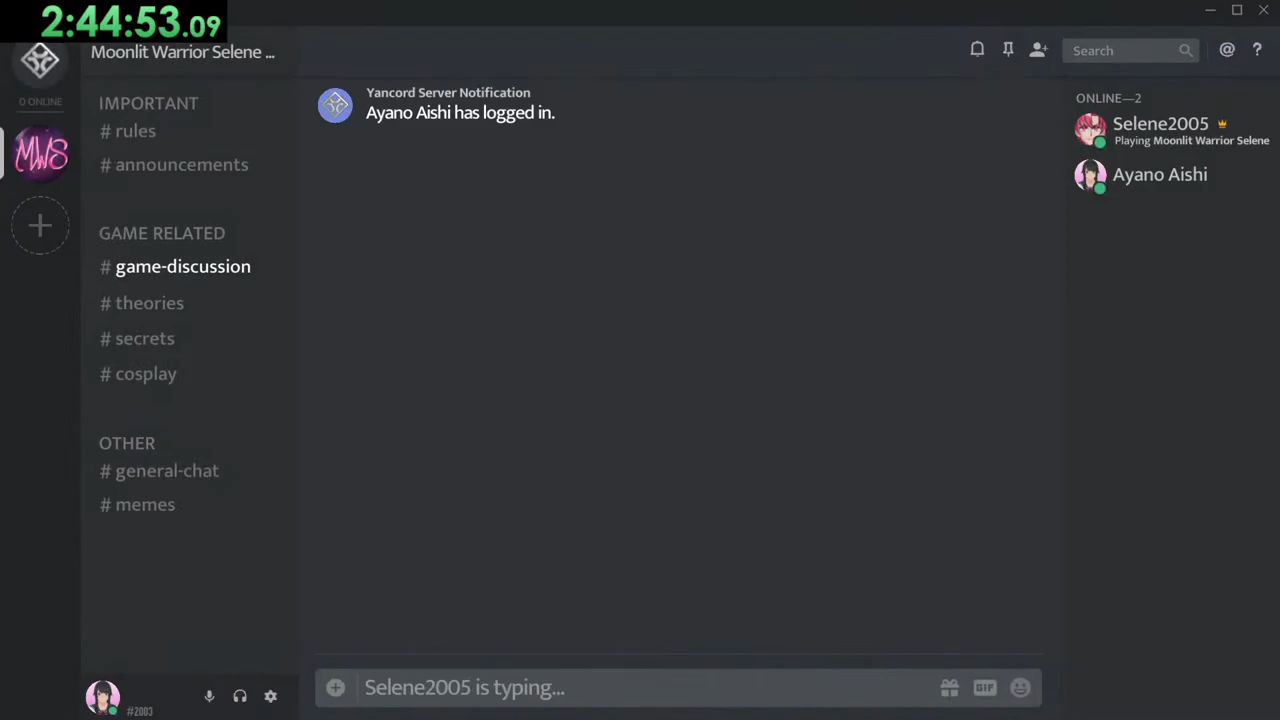 2:44:53.09
Moonlit Warrior Selene ...
Search
@
?
0 ONLINE
MWS
IMPORTANT
# rules
# announcements
GAME RELATED
# game-discussion
# theories
# secrets
# cosplay
OTHER
# general-chat
# memes
#2003
Yancord Server Notification
Ayano Aishi has logged in.
Selene2005 is typing...
GIF
ONLINE—2
Selene2005
Playing Moonlit Warrior Selene
Ayano Aishi